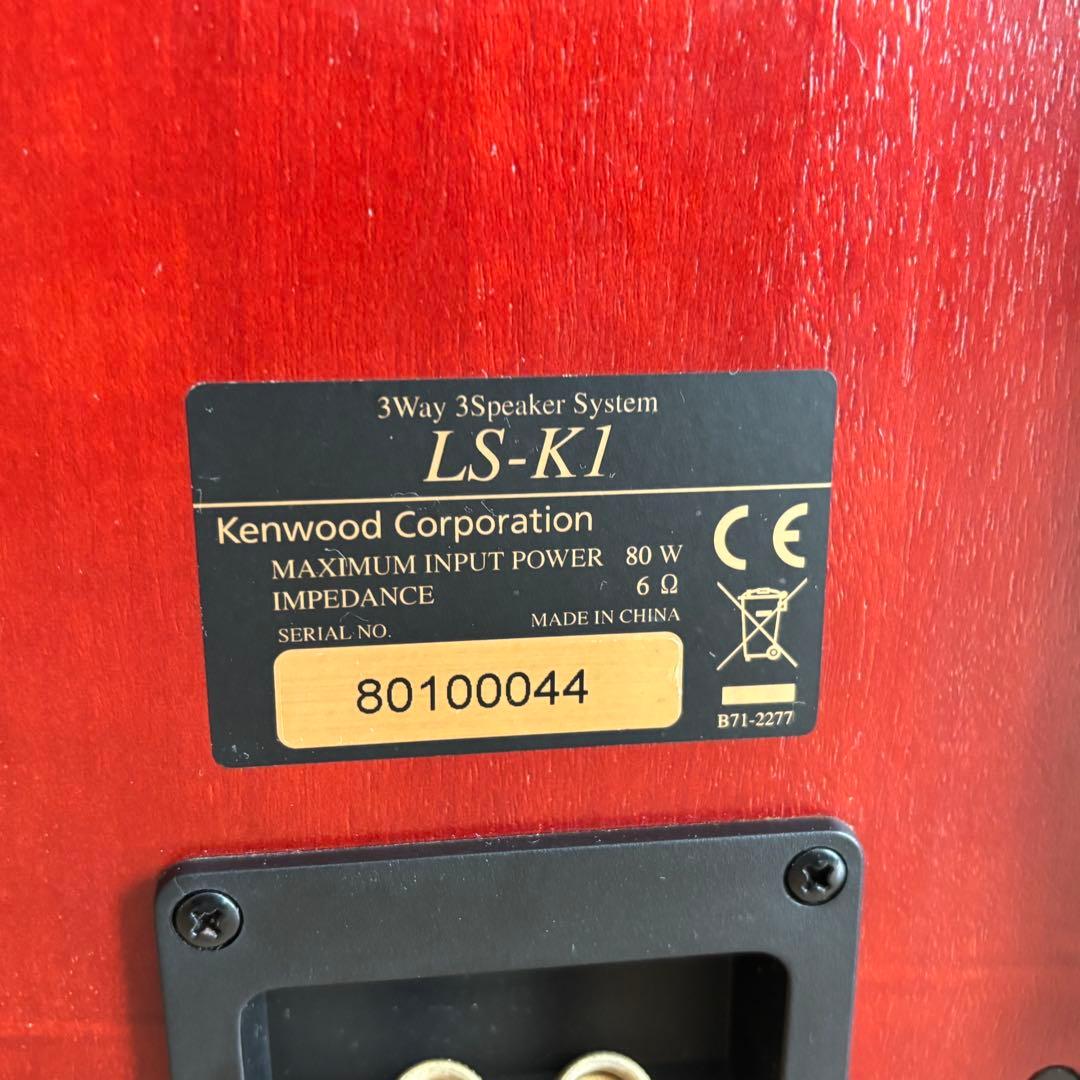 3Way 3Speaker System
LS-K1
Kenwood Corporation
MAXIMUM INPUT POWER 80 W
IMPEDANCE 6 Ω
SERIAL NO. MADE IN CHINA
80100044
CE
B71-2277